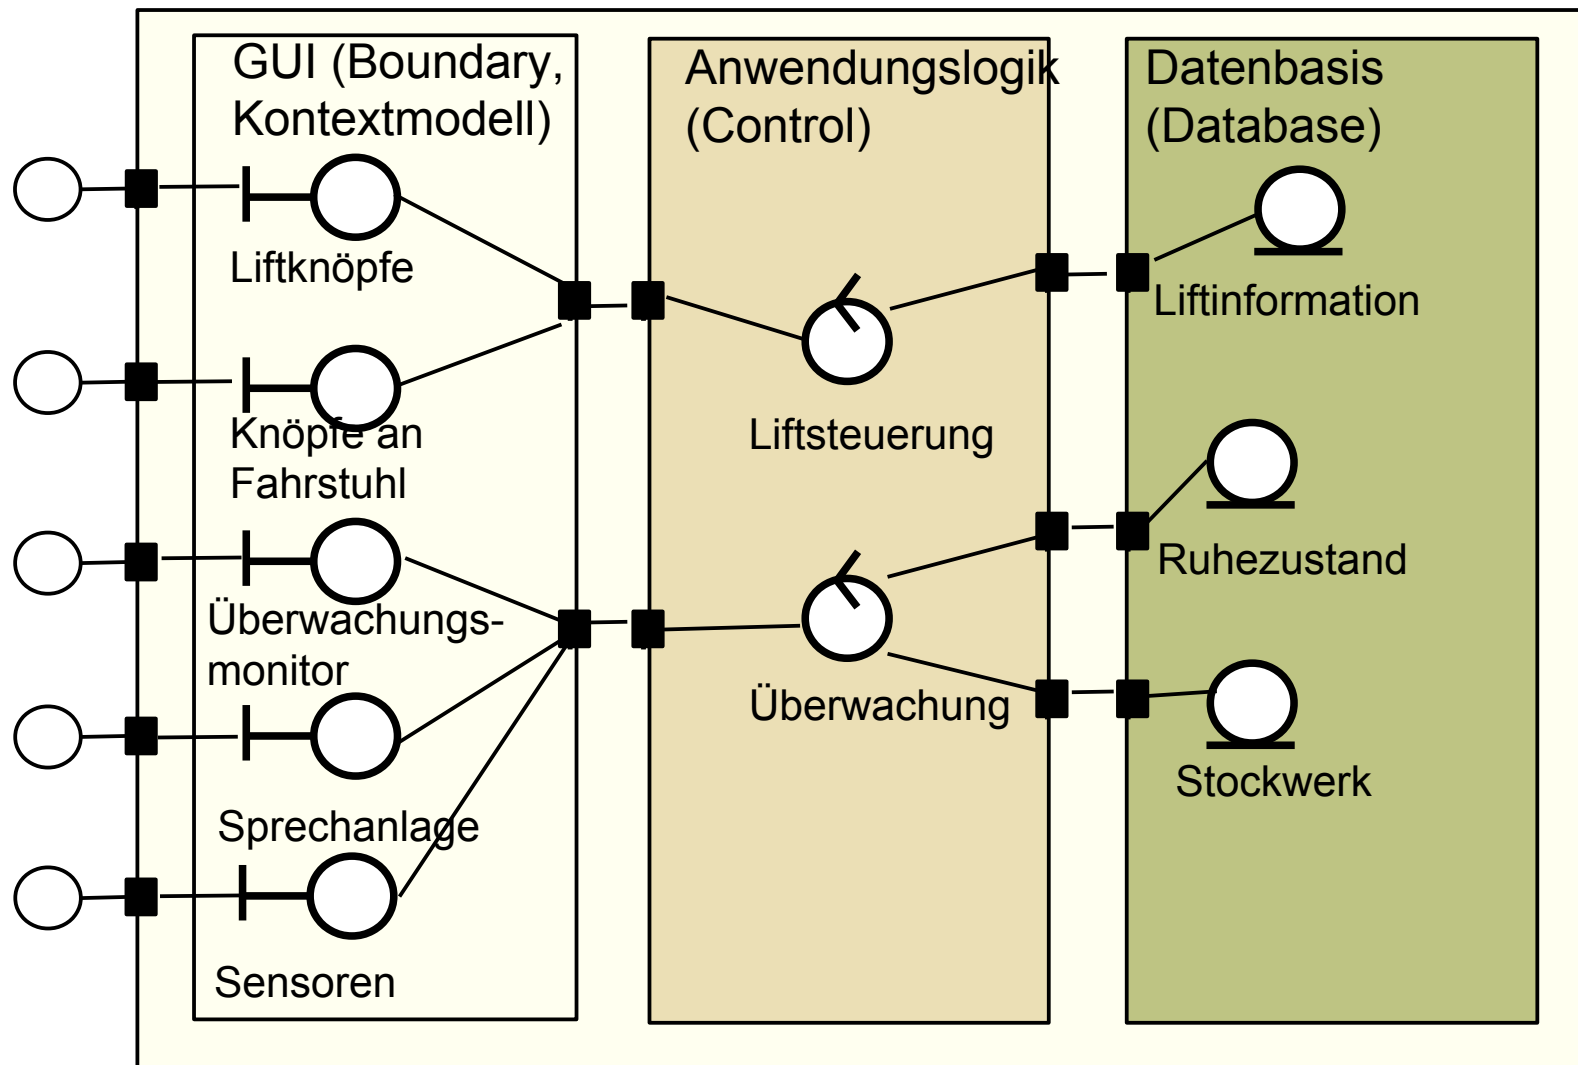 GUI (Boundary,
Kontextmodell)
Liftknöpfe
Knöpfe an
Fahrstuhl
Überwachungs-
monitor
Sprechanlage
Sensoren
Anwendungslogik
(Control)
Liftsteuerung
Überwachung
Datenbasis
(Database)
Liftinformation
Ruhezustand
Stockwerk